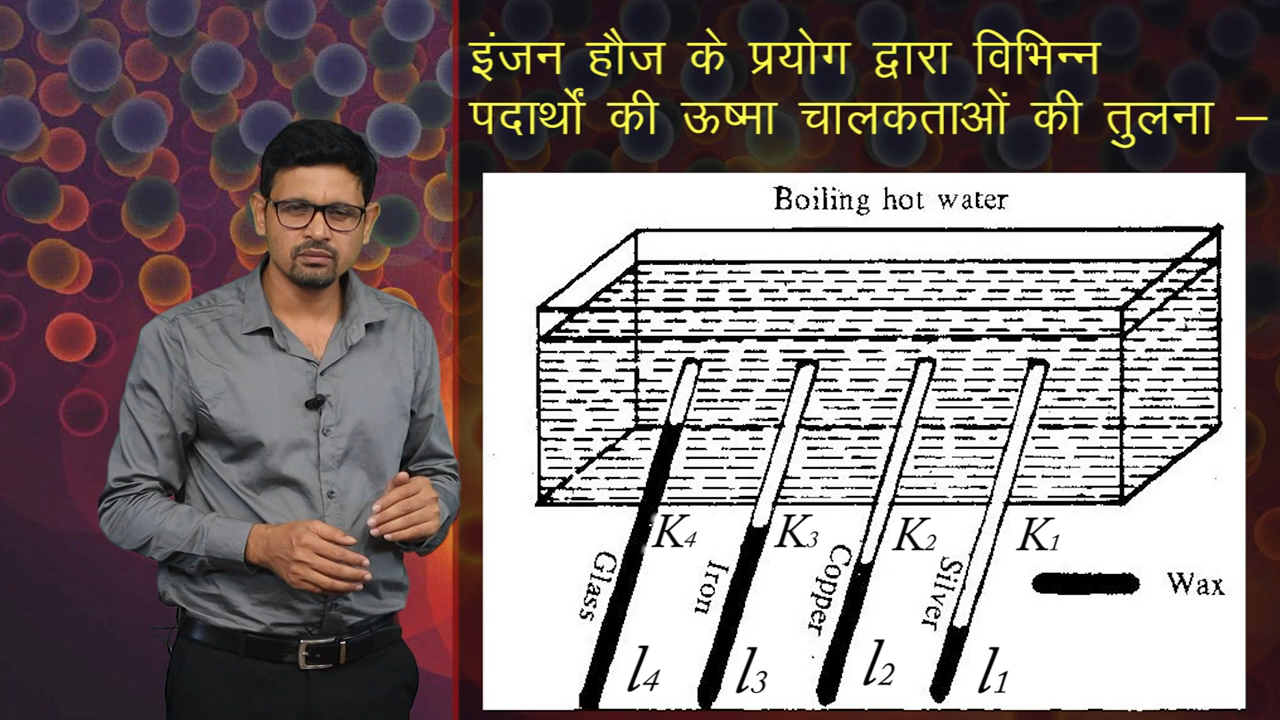 इंजन हौज के प्रयोग द्वारा विभिन्न
पदार्थों की ऊष्मा चालकताओं की तुलना –
Boiling hot water
K4 K3 K2 K1
Glass Iron Copper Silver
Wax
l4 l3 l2 l1